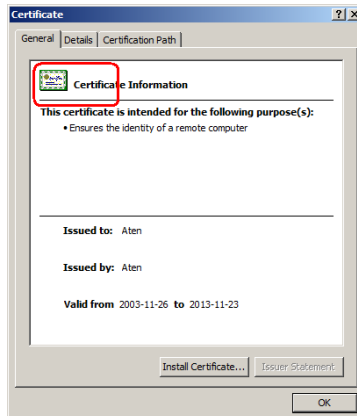 Certificate
General Details Certification Path
Certificate Information
This certificate is intended for the following purpose(s):
• Ensures the identity of a remote computer
Issued to: Aten
Issued by: Aten
Valid from 2003-11-26 to 2013-11-23
Install Certificate... Issuer Statement
OK